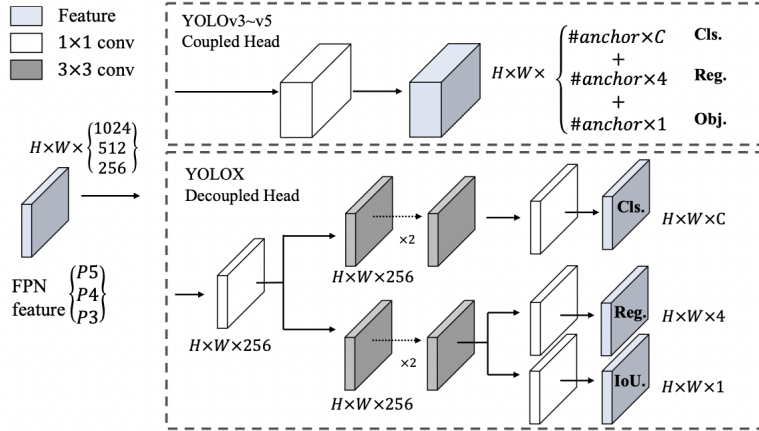 Feature
1×1 conv
3×3 conv
H×W×{1024
512
256
FPN feature {P5
P4
P3}
YOLOv3~v5
Coupled Head
H×W×{#anchor×C Cls.
+
#anchor×4 Reg.
+
#anchor×1 Obj.
YOLOX
Decoupled Head
H×W×256
×2
H×W×256
×2
H×W×256
Cls.
H×W×C
Reg.
H×W×4
IoU.
H×W×1